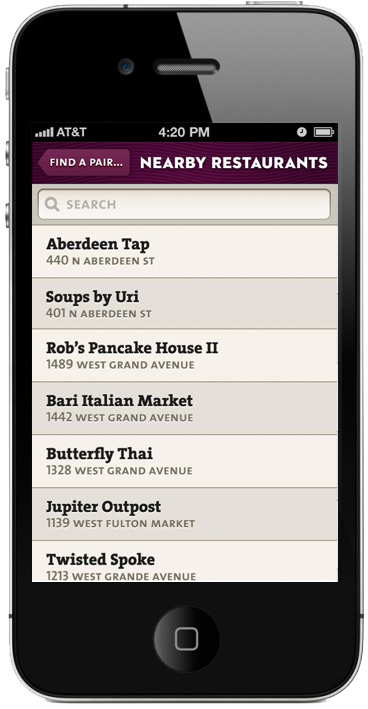 AT&T 4:20 PM
FIND A PAIR... NEARBY RESTAURANTS
SEARCH
Aberdeen Tap
440 N ABERDEEN ST
Soups by Uri
401 N ABERDEEN ST
Rob's Pancake House II
1489 WEST GRAND AVENUE
Bari Italian Market
1442 WEST GRAND AVENUE
Butterfly Thai
1328 WEST GRAND AVENUE
Jupiter Outpost
1139 WEST FULTON MARKET
Twisted Spoke
1213 WEST GRANDE AVENUE